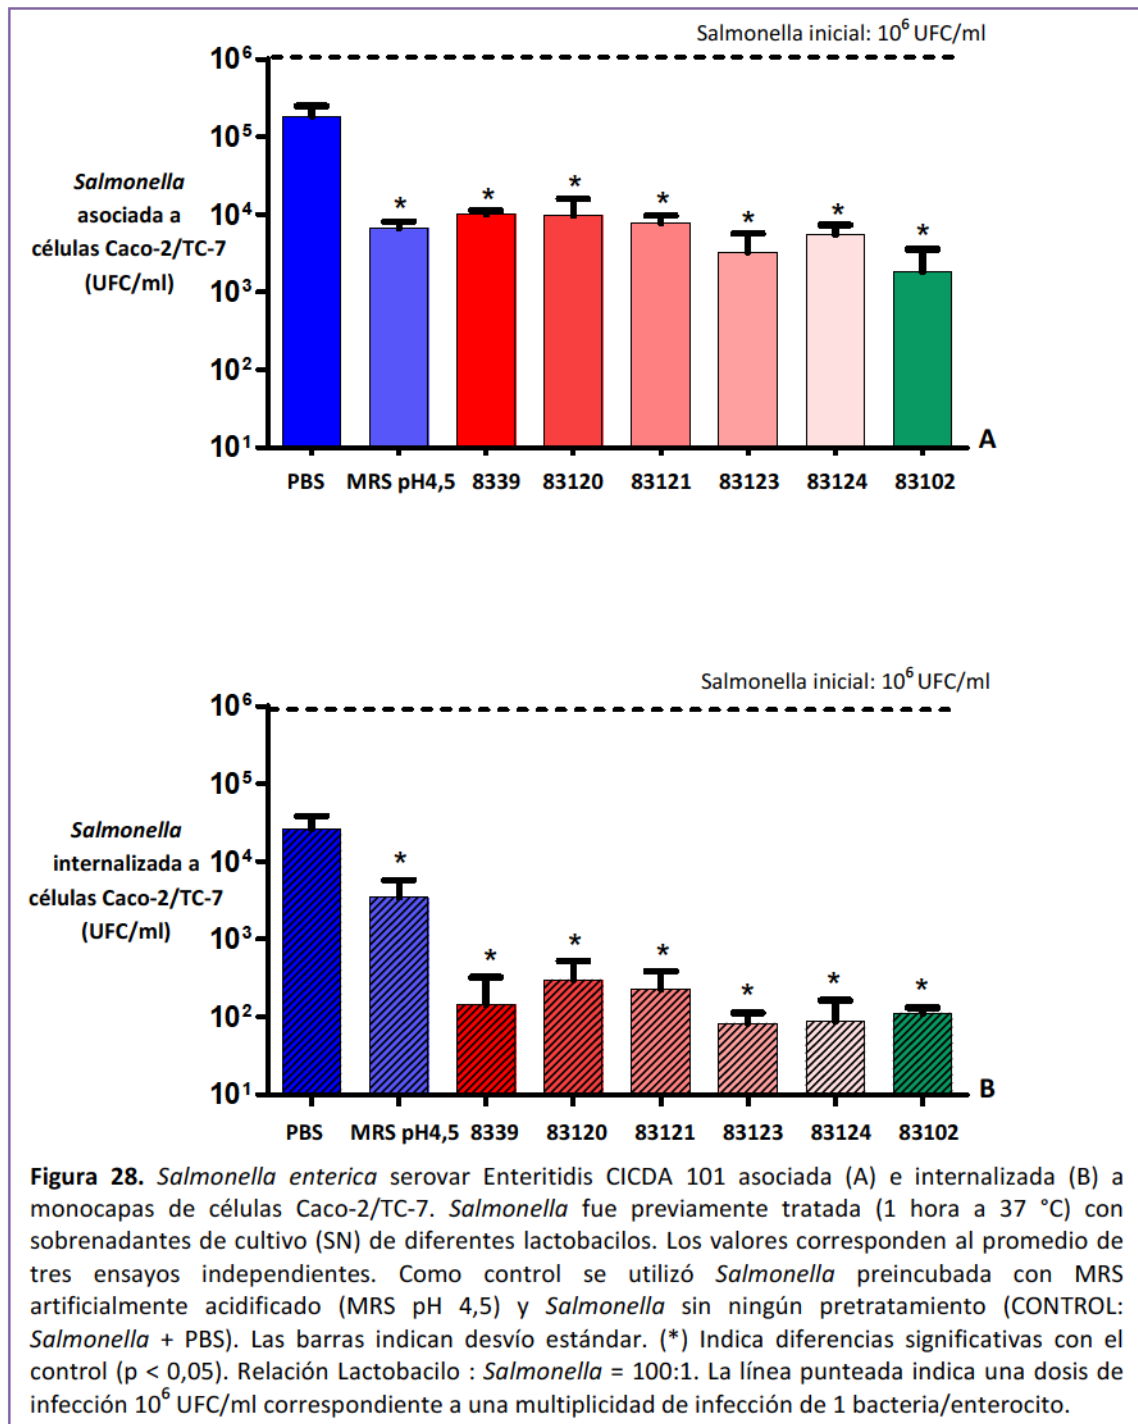 Salmonella inicial: 10⁶ UFC/ml
10⁶
10⁵
10⁴
10³
10²
10¹
Salmonella
asociada a
células Caco-2/TC-7
(UFC/ml)
* * * * * * *
A
PBS MRS pH4,5 8339 83120 83121 83123 83124 83102
Salmonella inicial: 10⁶ UFC/ml
10⁶
10⁵
10⁴
10³
10²
10¹
Salmonella
internalizada a
células Caco-2/TC-7
(UFC/ml)
* * * * * * *
B
PBS MRS pH4,5 8339 83120 83121 83123 83124 83102
Figura 28. Salmonella enterica serovar Enteritidis CICDA 101 asociada (A) e internalizada (B) a
monocapas de células Caco-2/TC-7. Salmonella fue previamente tratada (1 hora a 37 °C) con
sobrenadantes de cultivo (SN) de diferentes lactobacilos. Los valores corresponden al promedio de
tres ensayos independientes. Como control se utilizó Salmonella preincubada con MRS
artificialmente acidificado (MRS pH 4,5) y Salmonella sin ningún pretratamiento (CONTROL:
Salmonella + PBS). Las barras indican desvío estándar. (*) Indica diferencias significativas con el
control (p < 0,05). Relación Lactobacilo : Salmonella = 100:1. La línea punteada indica una dosis de
infección 10⁶ UFC/ml correspondiente a una multiplicidad de infección de 1 bacteria/enterocito.